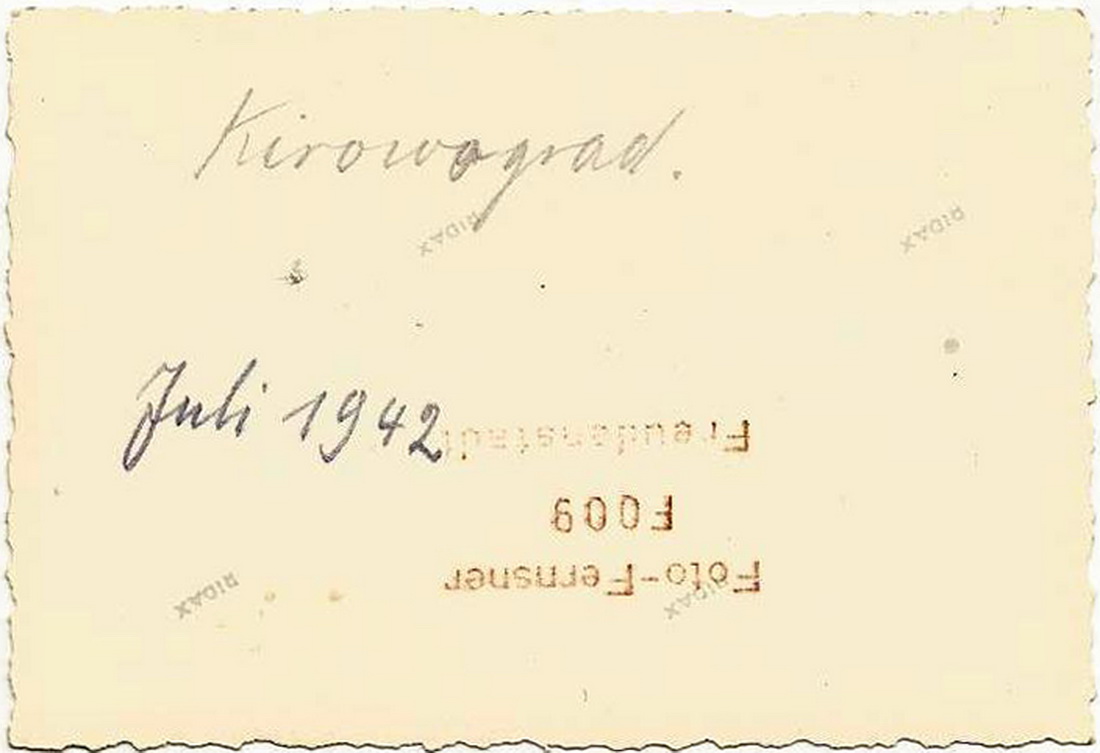 Kirowograd.
RIDAX
RIDAX
Juli 1942
Foto-Fernsner
F009
Freudenstadt
RIDAX
RIDAX